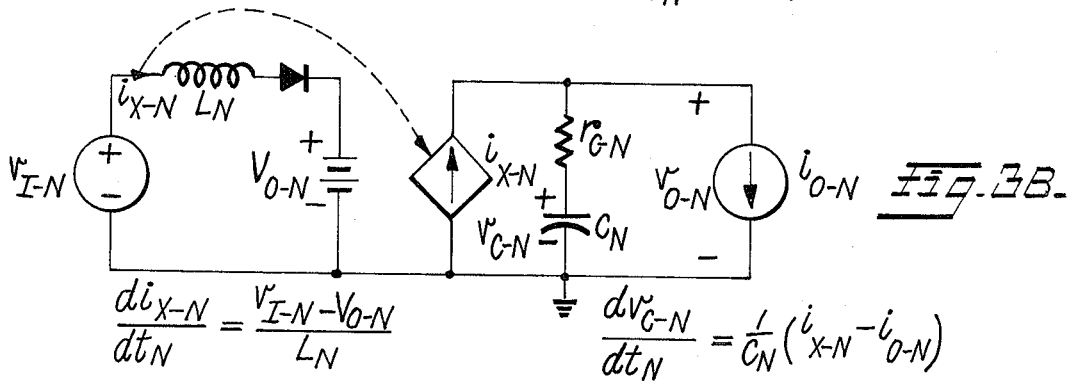 i_{X-N}
L_N
v_{I-N}
+
−
V_{O-N}
+
−
i_{X-N}
r_{C-N}
+
v_{C-N} −
C_N
+
v_{O-N}
−
i_{O-N}
Fig. 3B.
di_{X-N}/dt_N = (v_{I-N} - V_{O-N})/L_N
dv_{C-N}/dt_N = 1/C_N (i_{X-N} - i_{O-N})